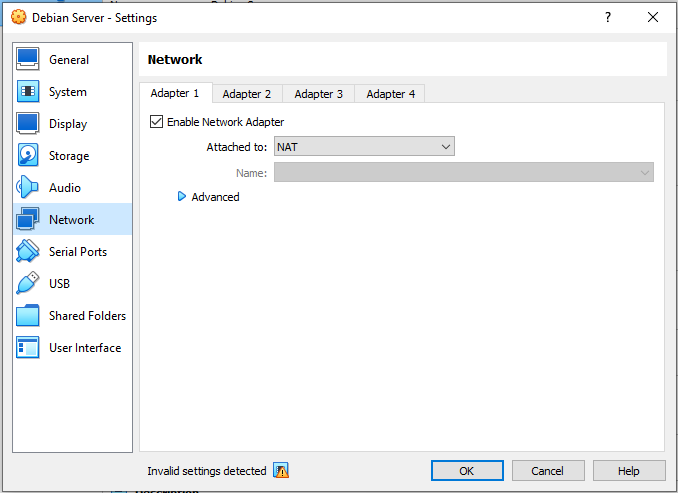 Debian Server - Settings
?
General
System
Display
Storage
Audio
Network
Serial Ports
USB
Shared Folders
User Interface
Network
Adapter 1 Adapter 2 Adapter 3 Adapter 4
Enable Network Adapter
Attached to: NAT
Name:
Advanced
Invalid settings detected
OK Cancel Help